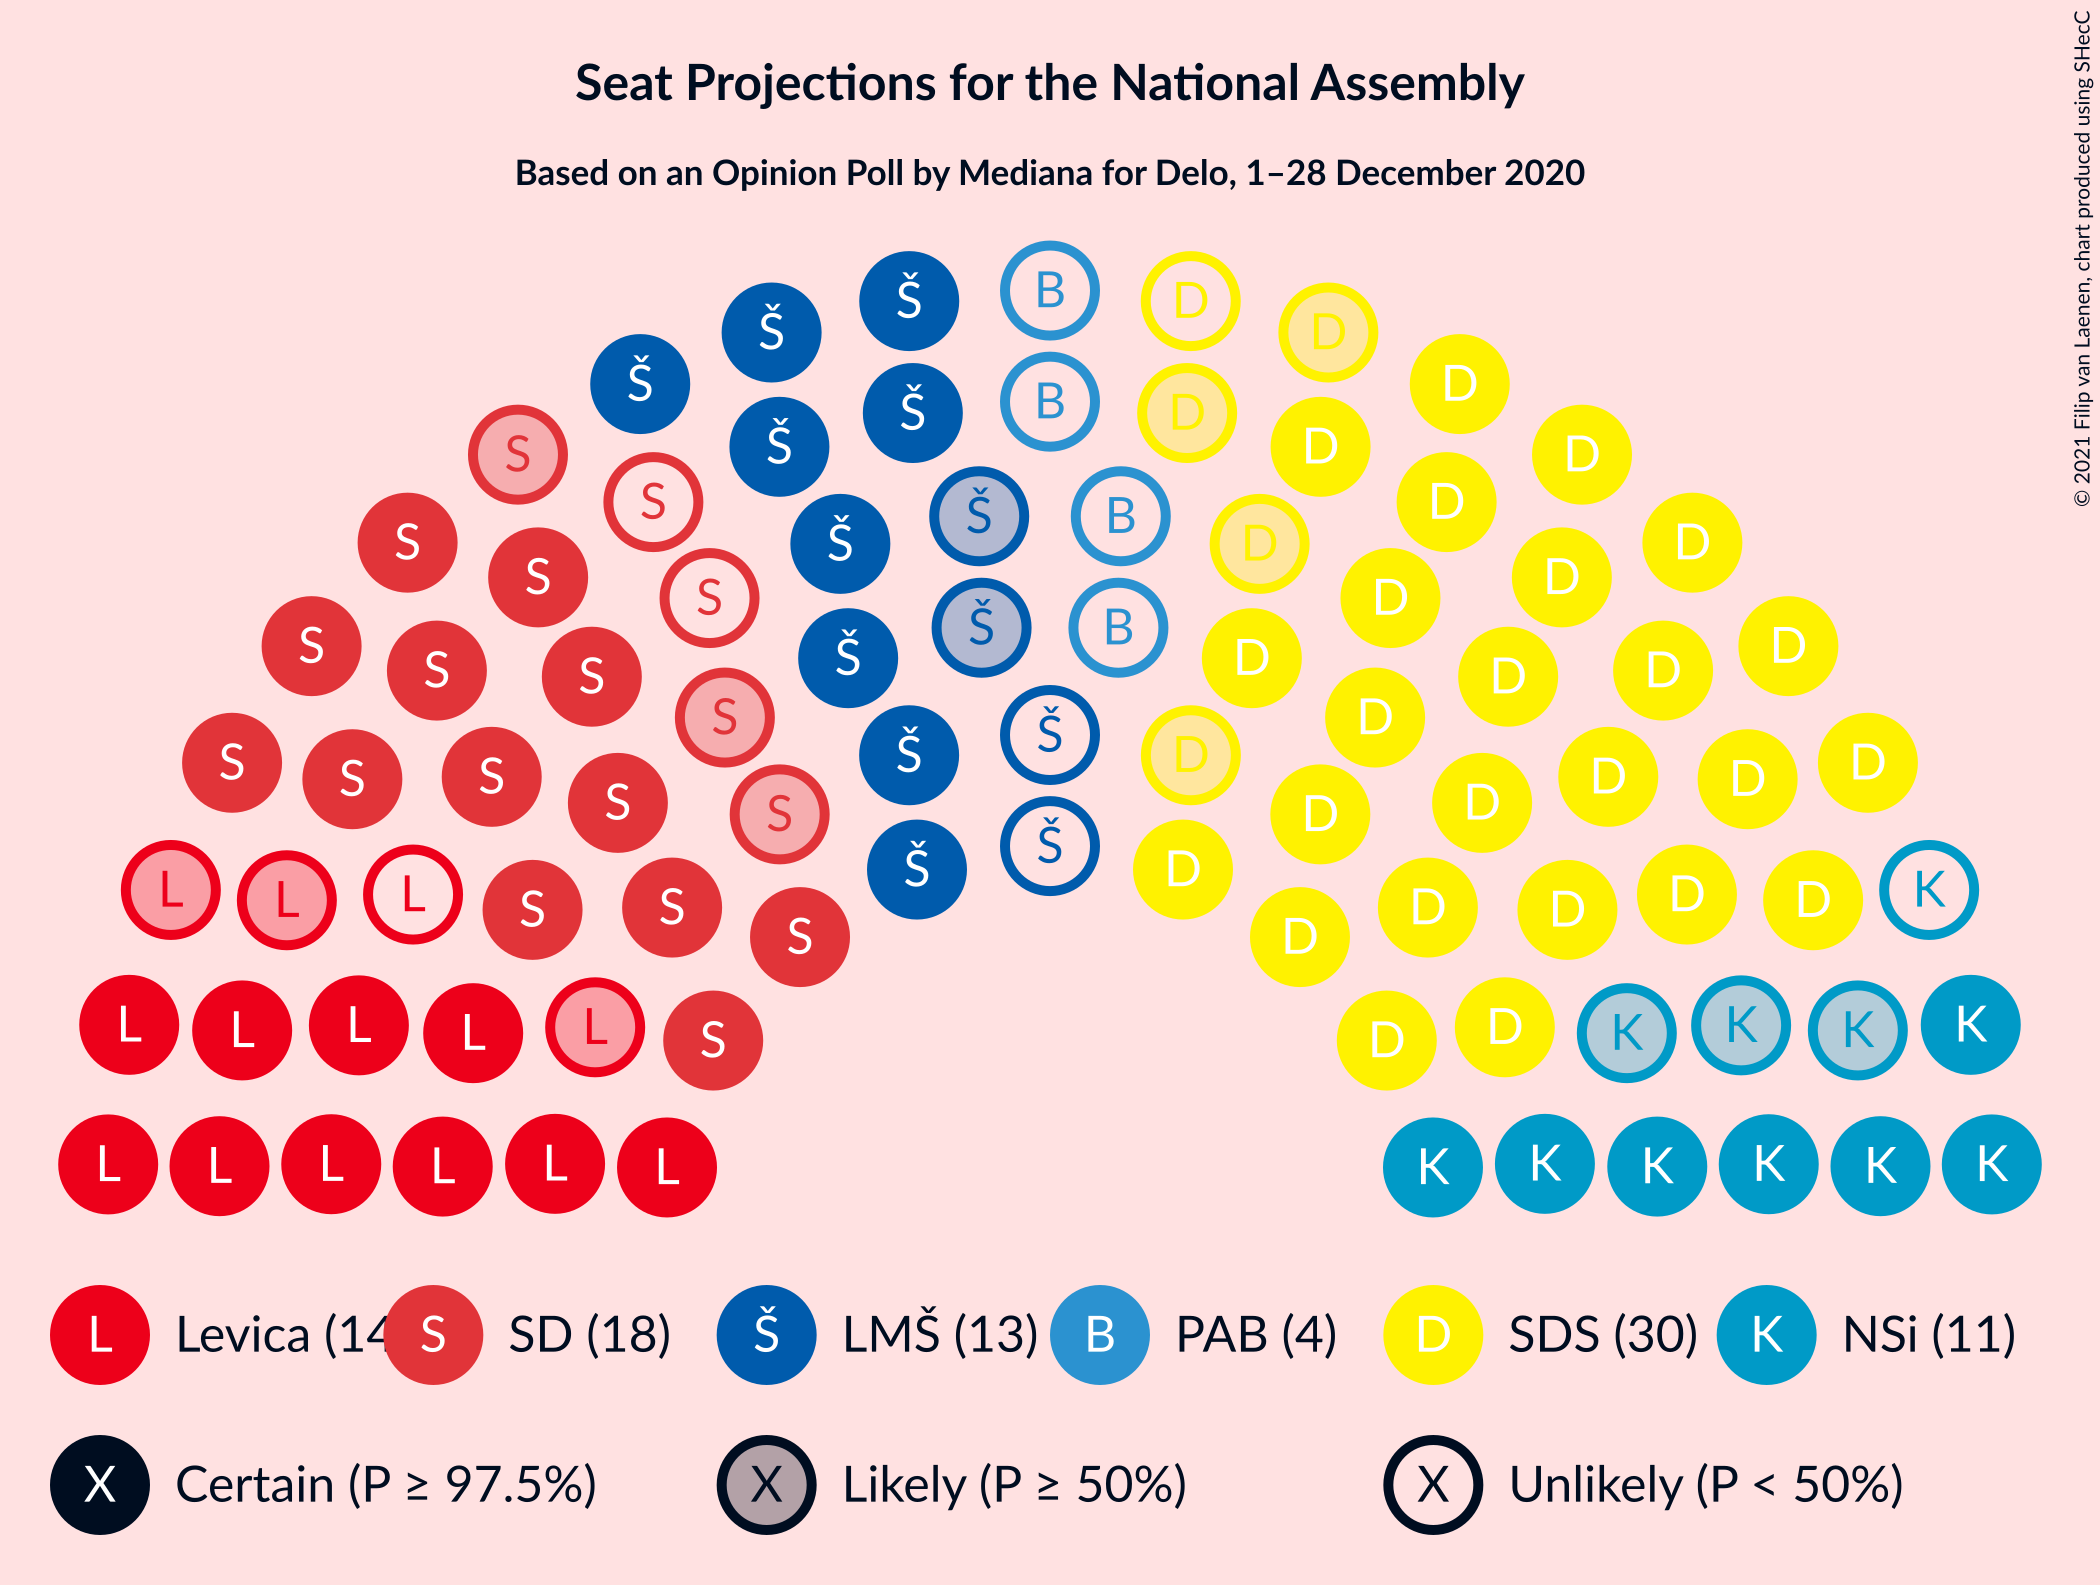 Seat Projections for the National Assembly
Based on an Opinion Poll by Mediana for Delo, 1–28 December 2020
© 2021 Filip van Laenen, chart produced using SHecC
B
Š D
Š D
Š D
S D
Š B D
Š D
S D
S D
Š B
Š D
S D
S D
S D
Š B
S D
Š D
S D
S D
S D
Š
S D
Š D
S D
S D
S D
S D
S D
Š
Š D
L K
L D
L D
S D
S D
S D
L K
L K
L K
L K
L D
S D
L L L L L L K K K K K K
L Levica (14 S SD (18) Š LMŠ (13) B PAB (4) D SDS (30) K NSi (11)
X Certain (P ≥ 97.5%) X Likely (P ≥ 50%) X Unlikely (P < 50%)